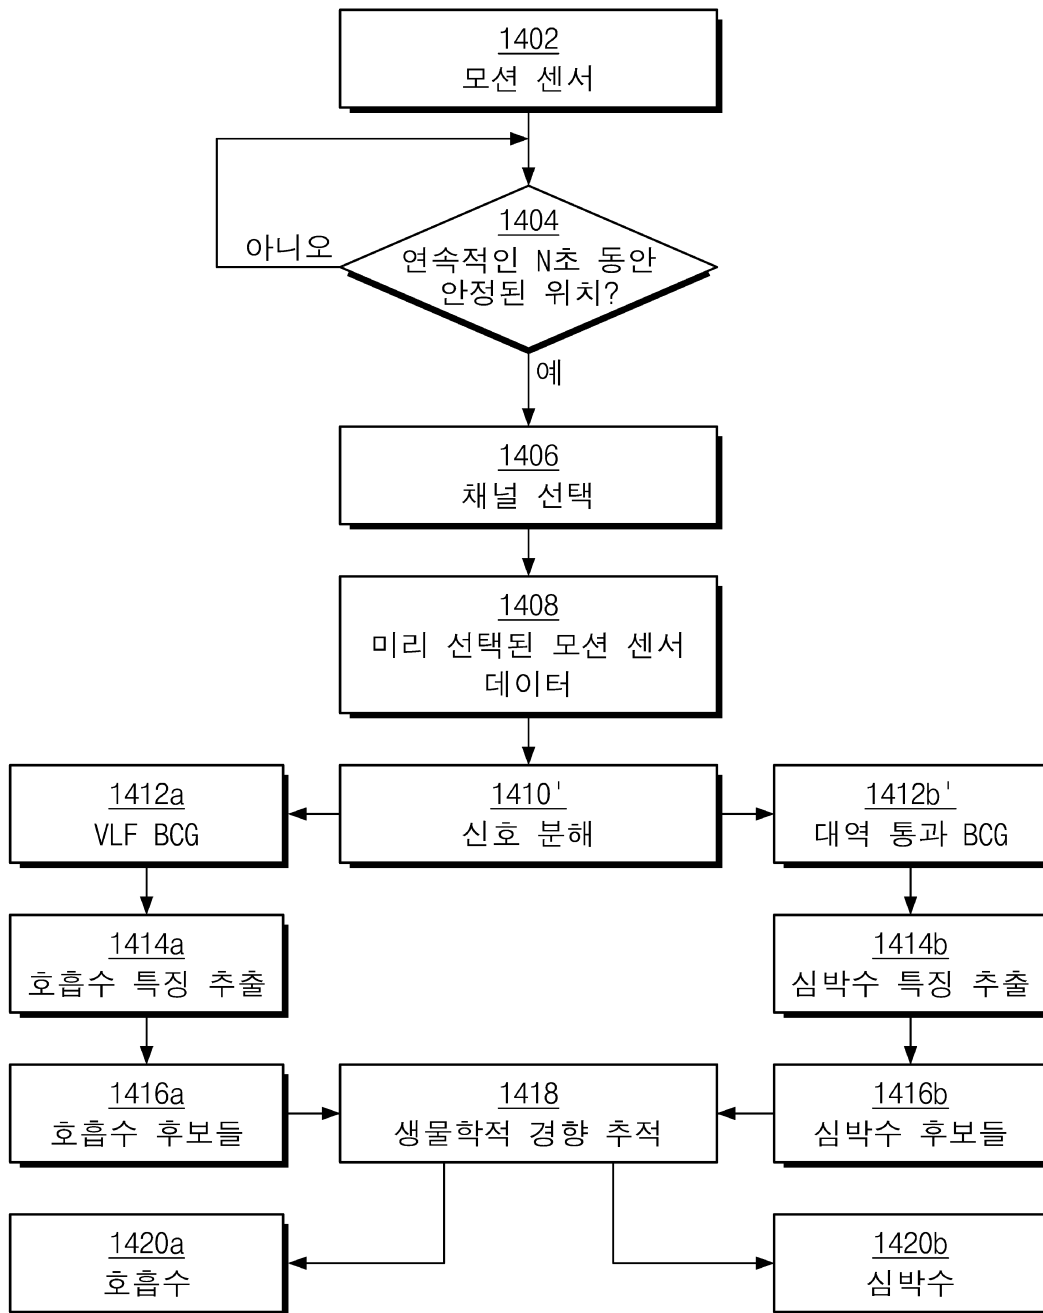 1402
모션 센서
1404
아니오
연속적인 N초 동안
안정된 위치?
예
1406
채널 선택
1408
미리 선택된 모션 센서
데이터
1412a
VLF BCG
1410'
신호 분해
1412b'
대역 통과 BCG
1414a
호흡수 특징 추출
1414b
심박수 특징 추출
1416a
호흡수 후보들
1418
생물학적 경향 추적
1416b
심박수 후보들
1420a
호흡수
1420b
심박수